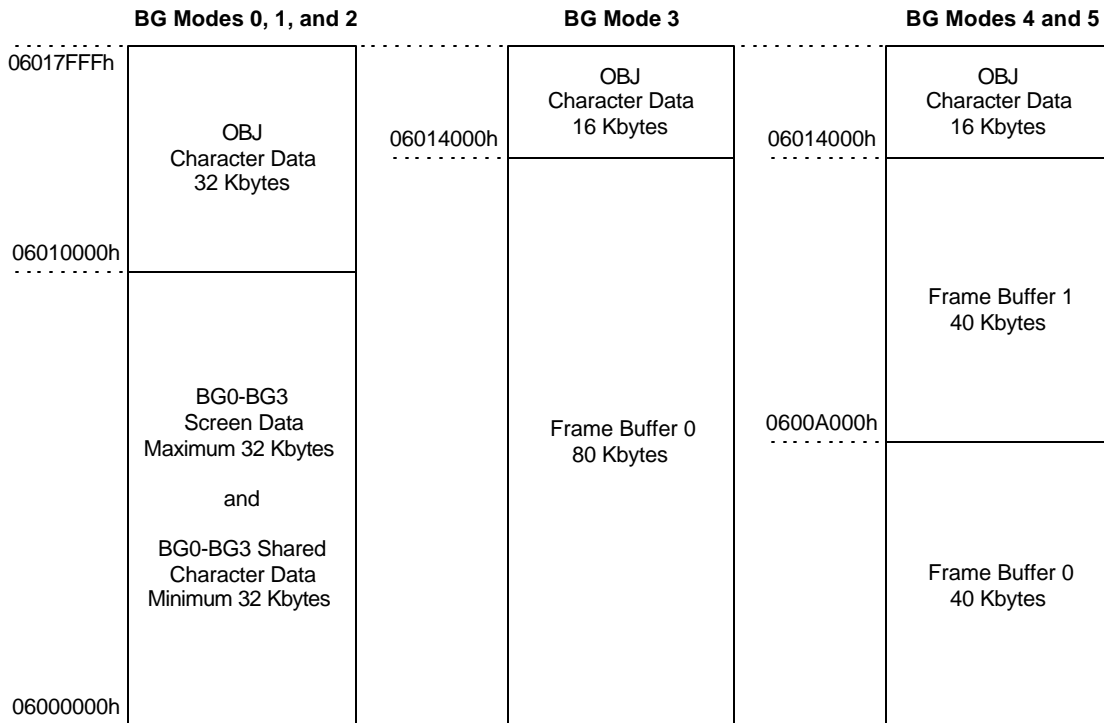 BG Modes 0, 1, and 2
BG Mode 3
BG Modes 4 and 5
06017FFFh
OBJ
Character Data
32 Kbytes
06010000h
BG0-BG3
Screen Data
Maximum 32 Kbytes
and
BG0-BG3 Shared
Character Data
Minimum 32 Kbytes
06000000h
OBJ
Character Data
16 Kbytes
06014000h
Frame Buffer 0
80 Kbytes
OBJ
Character Data
16 Kbytes
06014000h
Frame Buffer 1
40 Kbytes
0600A000h
Frame Buffer 0
40 Kbytes